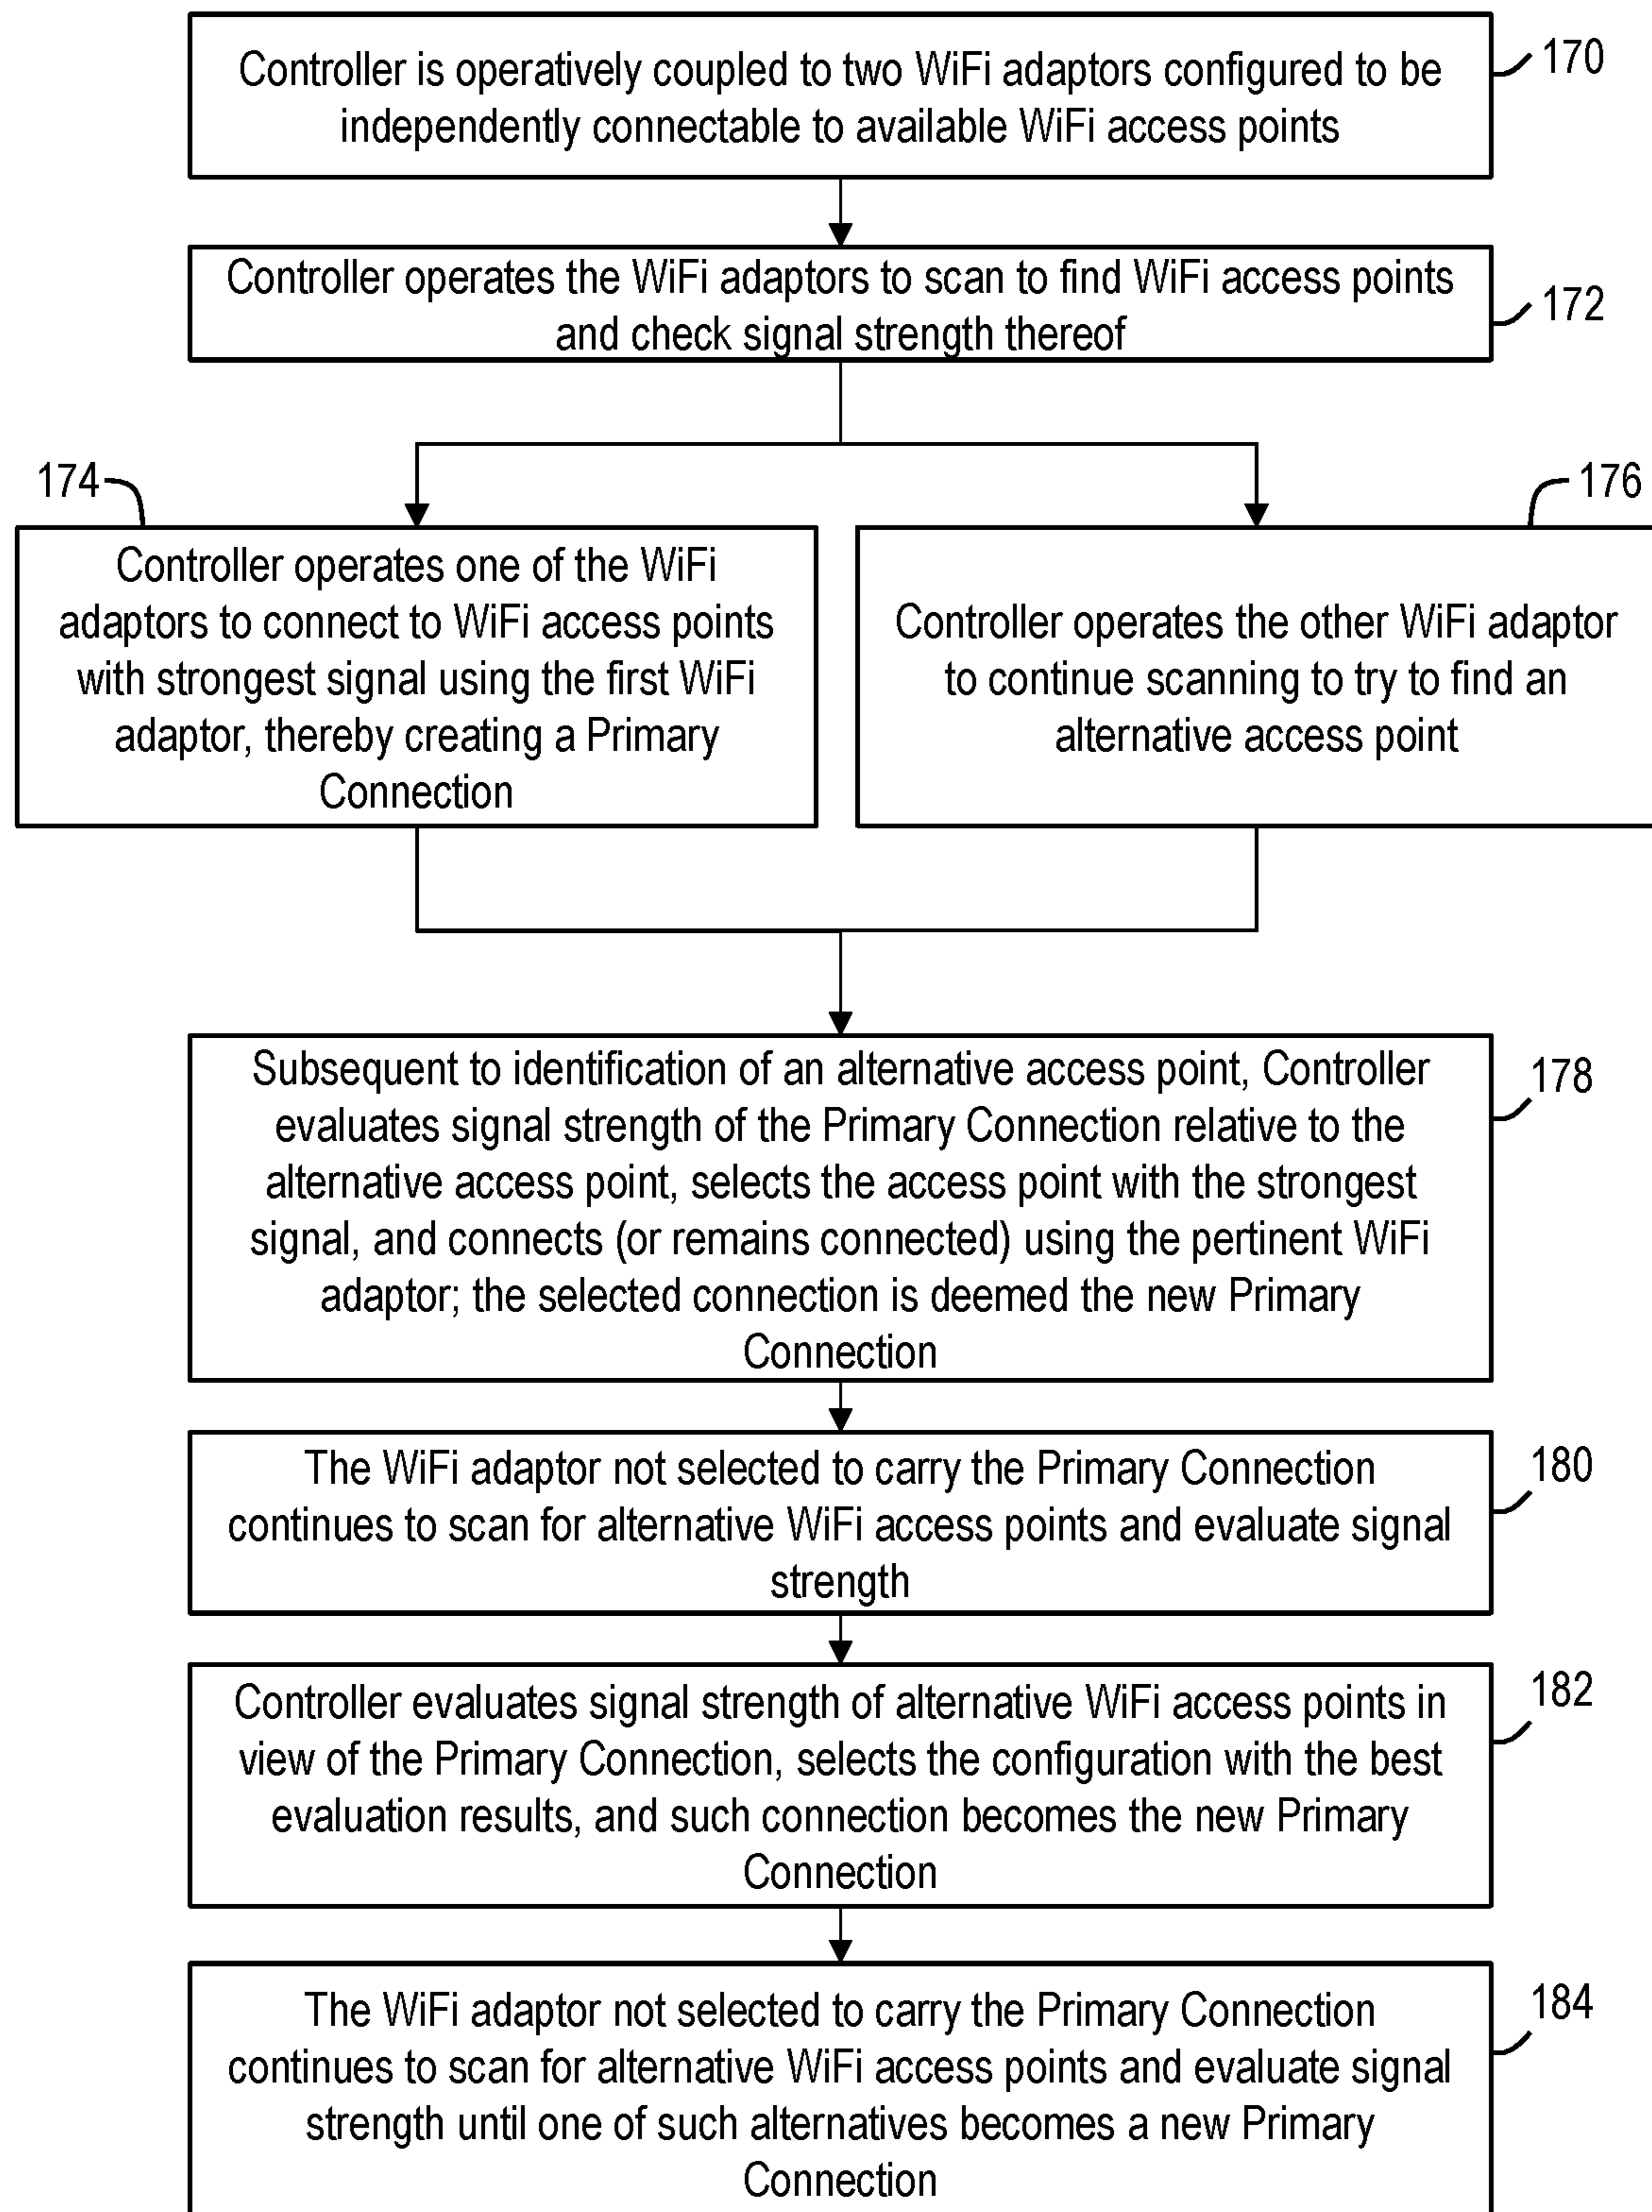 Controller is operatively coupled to two WiFi adaptors configured to be
independently connectable to available WiFi access points
170
Controller operates the WiFi adaptors to scan to find WiFi access points
and check signal strength thereof
172
174
Controller operates one of the WiFi
adaptors to connect to WiFi access points
with strongest signal using the first WiFi
adaptor, thereby creating a Primary
Connection
176
Controller operates the other WiFi adaptor
to continue scanning to try to find an
alternative access point
Subsequent to identification of an alternative access point, Controller
evaluates signal strength of the Primary Connection relative to the
alternative access point, selects the access point with the strongest
signal, and connects (or remains connected) using the pertinent WiFi
adaptor; the selected connection is deemed the new Primary
Connection
178
The WiFi adaptor not selected to carry the Primary Connection
continues to scan for alternative WiFi access points and evaluate signal
strength
180
Controller evaluates signal strength of alternative WiFi access points in
view of the Primary Connection, selects the configuration with the best
evaluation results, and such connection becomes the new Primary
Connection
182
The WiFi adaptor not selected to carry the Primary Connection
continues to scan for alternative WiFi access points and evaluate signal
strength until one of such alternatives becomes a new Primary
Connection
184